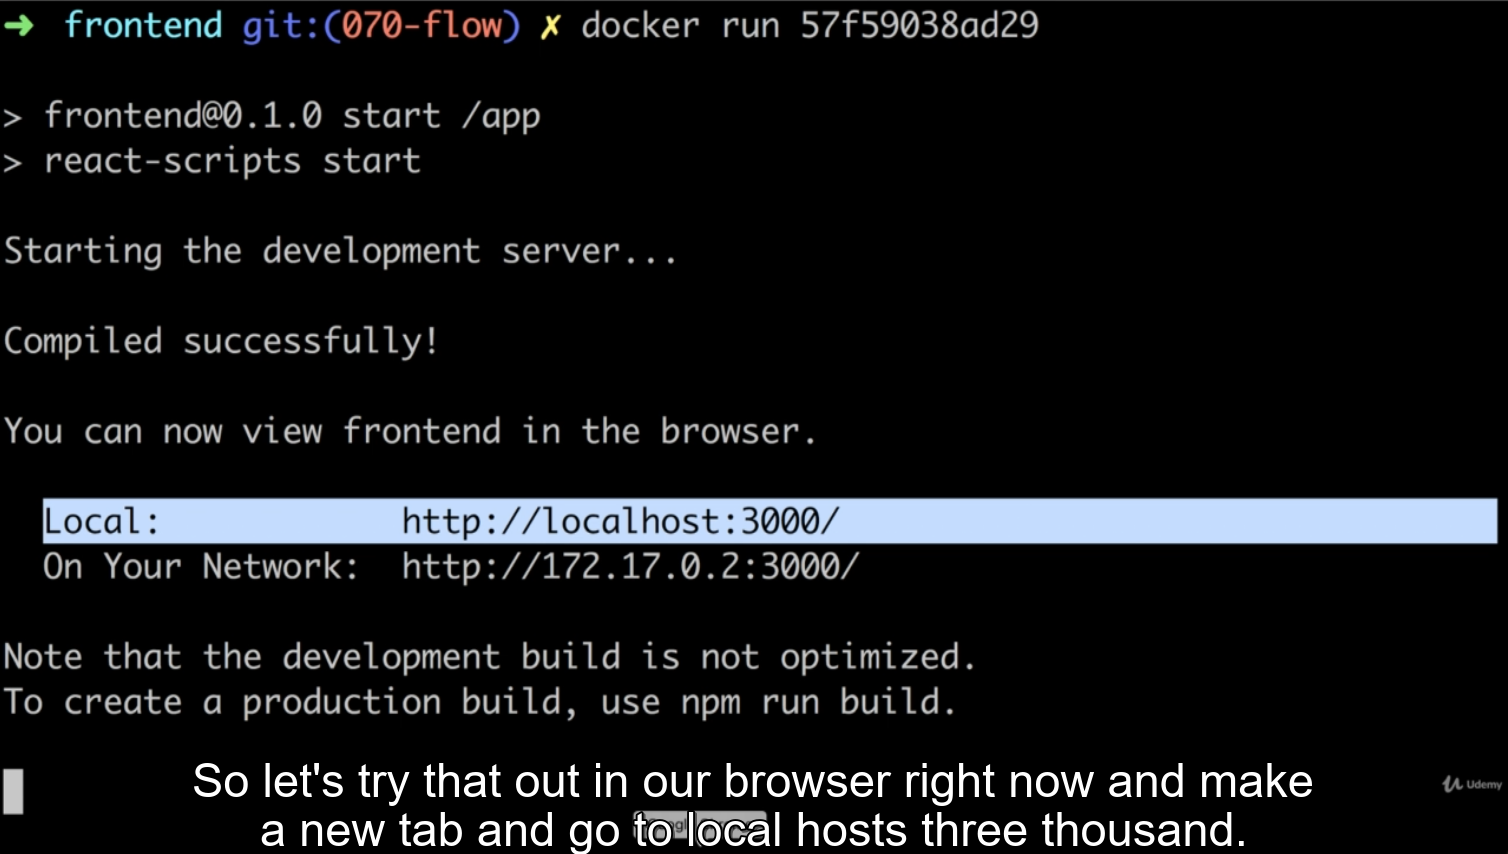 ➜ frontend git:(070-flow) ✗ docker run 57f59038ad29
> frontend@0.1.0 start /app
> react-scripts start
Starting the development server...
Compiled successfully!
You can now view frontend in the browser.
Local: http://localhost:3000/
On Your Network: http://172.17.0.2:3000/
Note that the development build is not optimized.
To create a production build, use npm run build.
So let's try that out in our browser right now and make
a new tab and go to local hosts three thousand.
Udemy